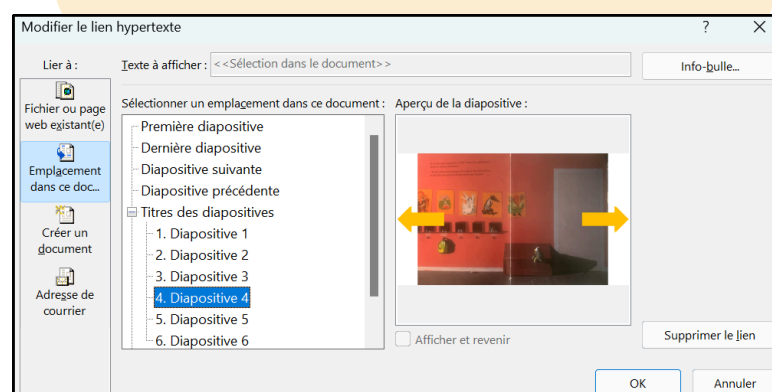 Modifier le lien hypertexte ? X
Lier à :
Texte à afficher : <<Sélection dans le document>>
Info-bulle...
Fichier ou page
web existant(e)
Emplacement
dans ce doc...
Créer un
document
Adresse de
courrier
Sélectionner un emplacement dans ce document :
Première diapositive
Dernière diapositive
Diapositive suivante
Diapositive précédente
Titres des diapositives
1. Diapositive 1
2. Diapositive 2
3. Diapositive 3
4. Diapositive 4
5. Diapositive 5
6. Diapositive 6
Aperçu de la diapositive :
Afficher et revenir
Supprimer le lien
OK
Annuler